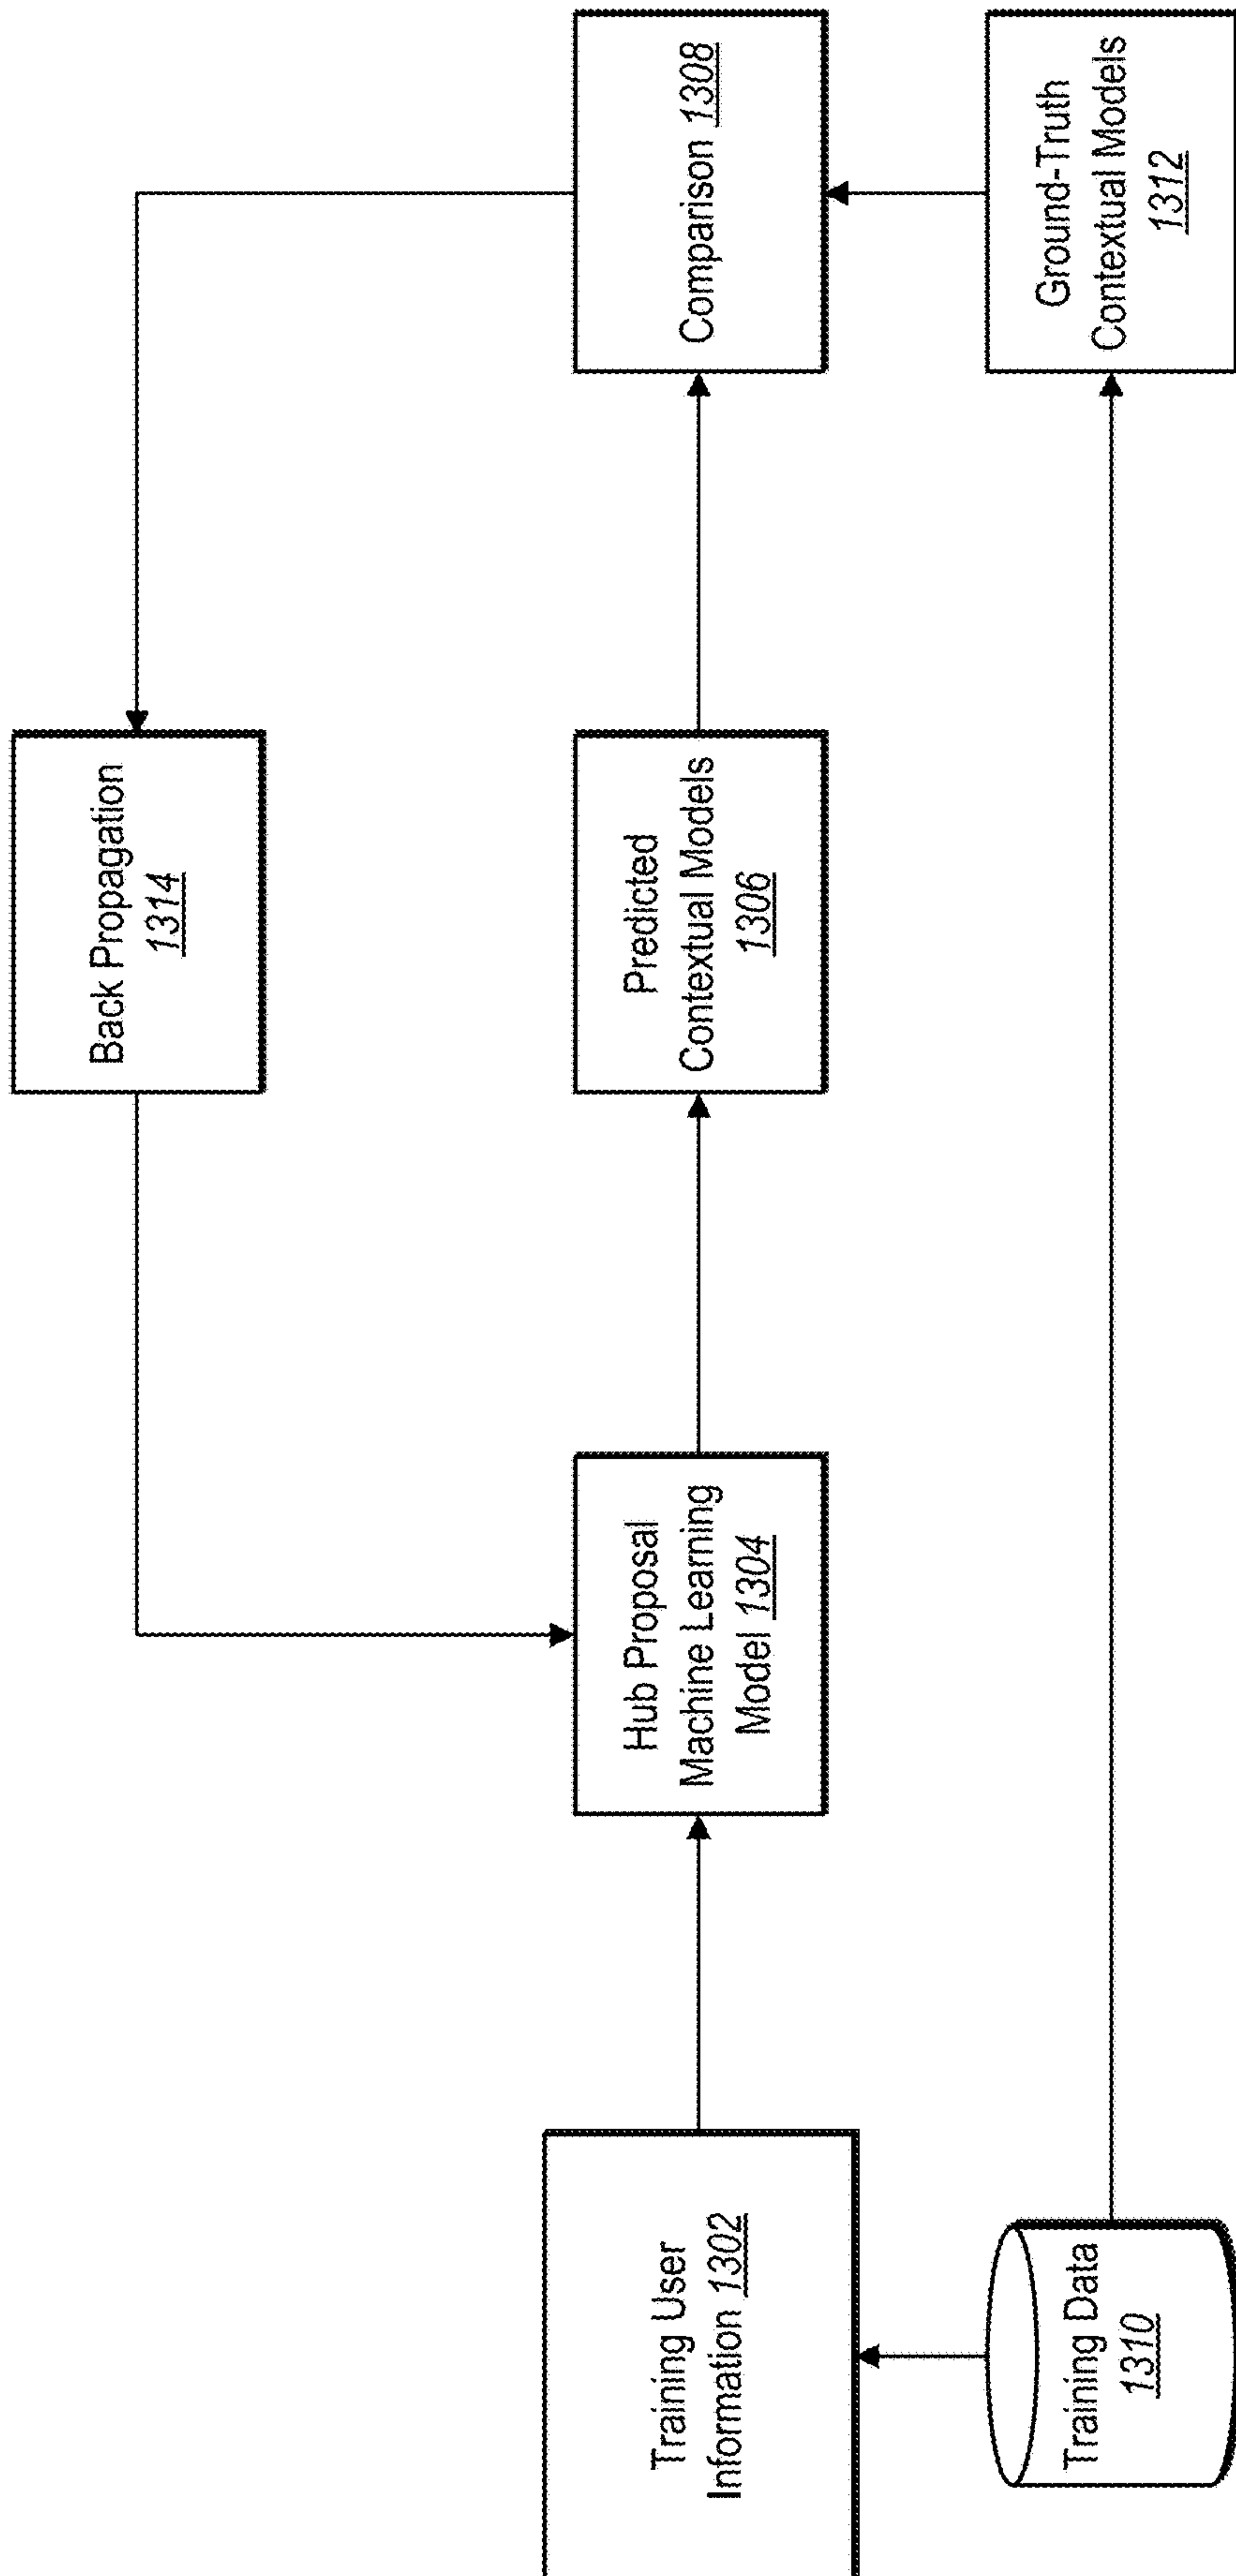 Back Propagation
1314
Training User
Information 1302
Hub Proposal
Machine Learning
Model 1304
Predicted
Contextual Models
1306
Comparison 1308
Training Data
1310
Ground-Truth
Contextual Models
1312